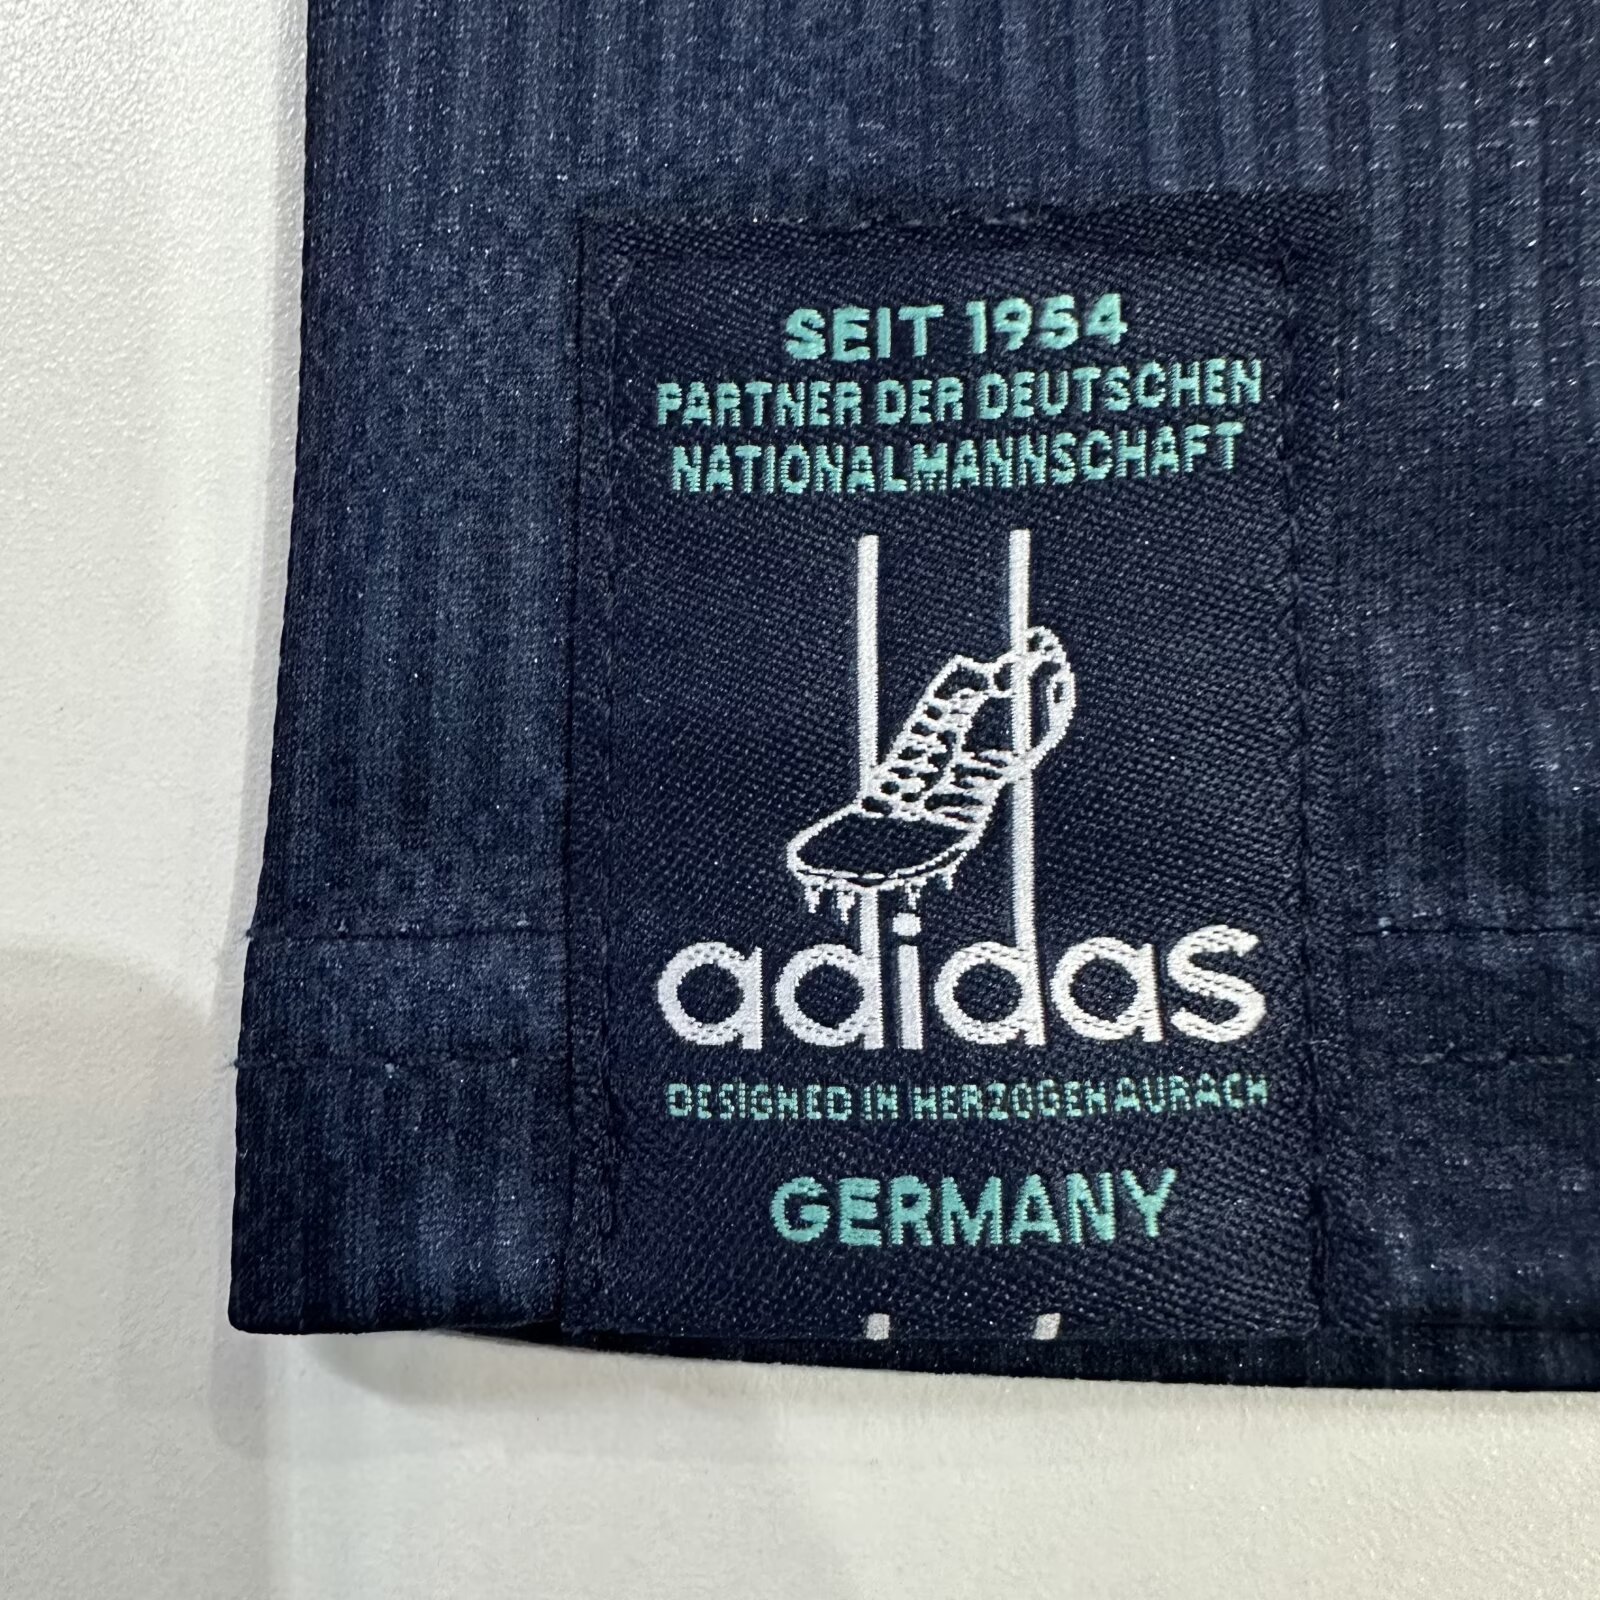 SEIT 1954
PARTNER DER DEUTSCHEN
NATIONALMANNSCHAFT
adidas
DESIGNED IN HERZOGENAURACH
GERMANY